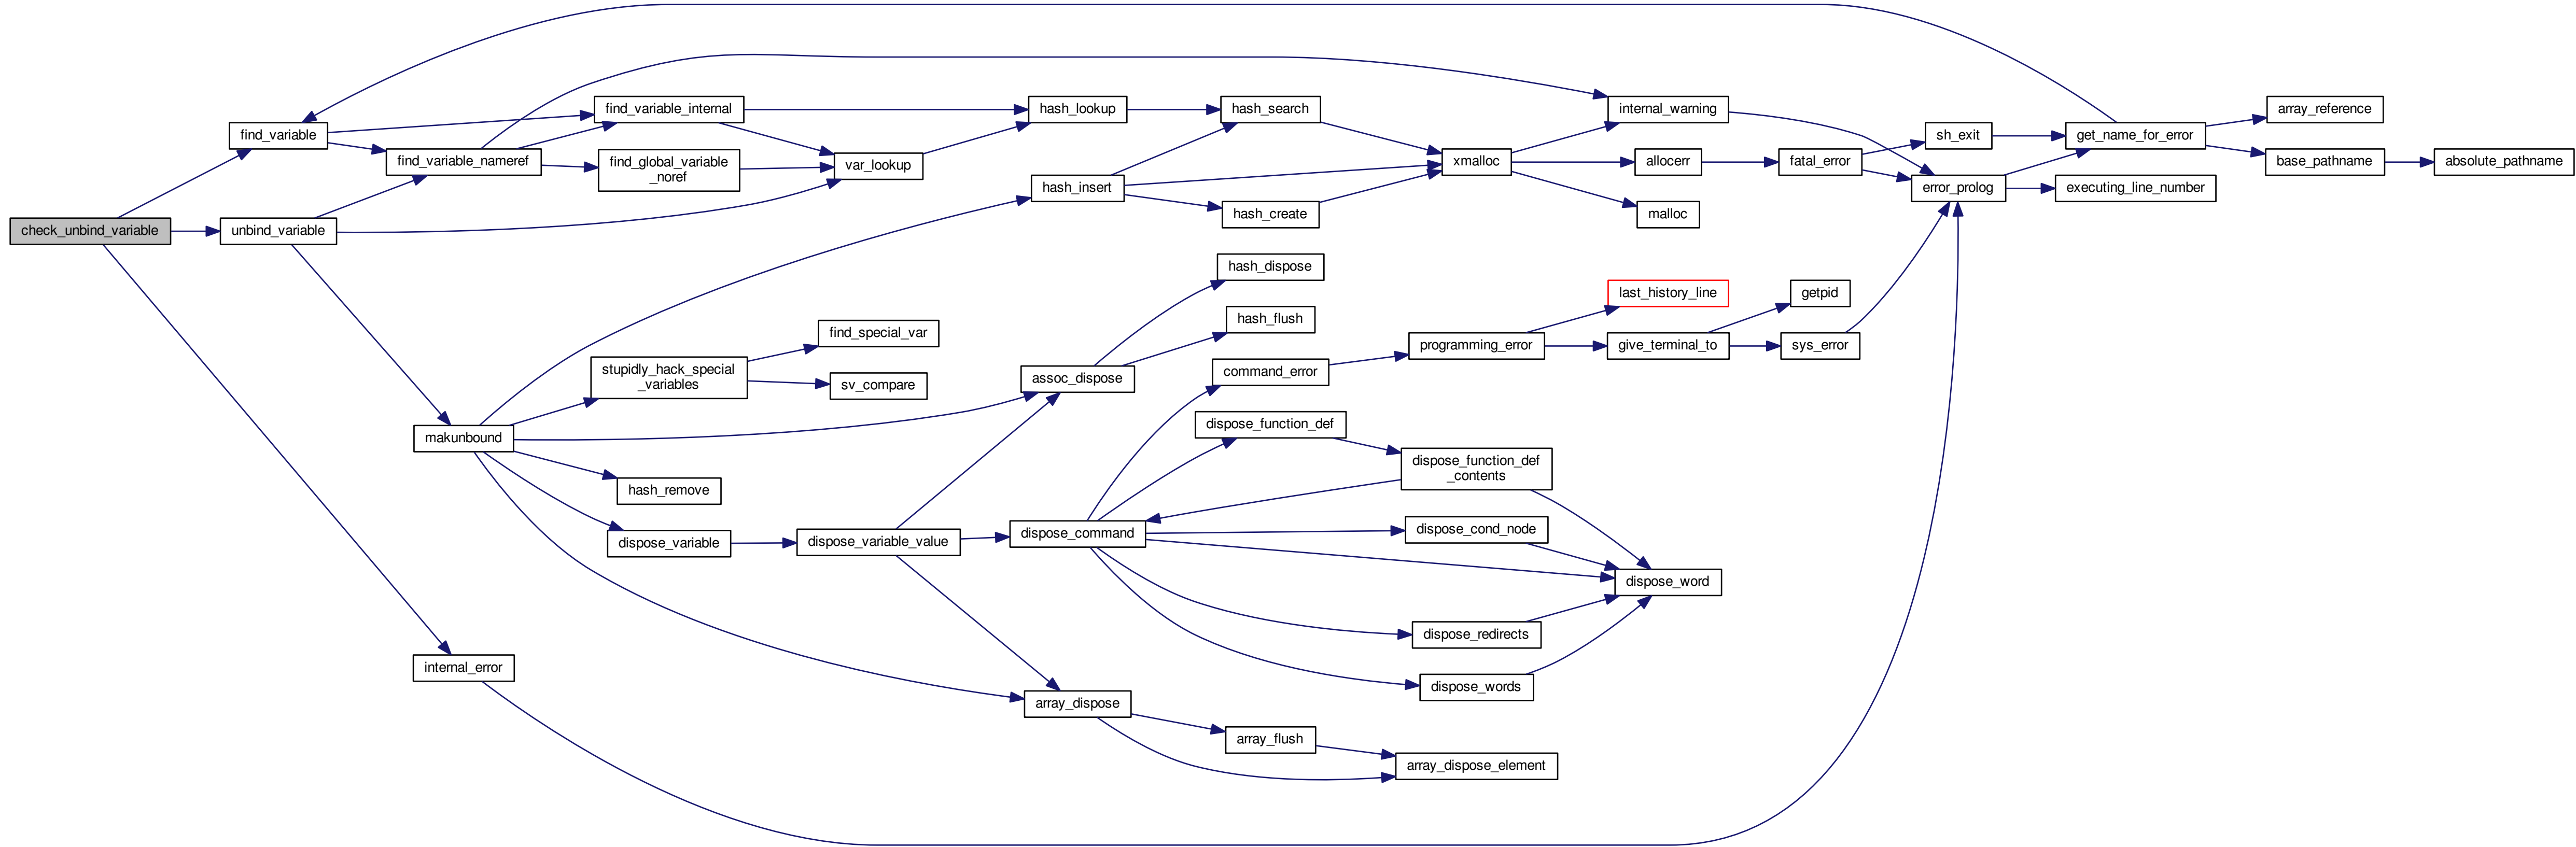 check_unbind_variable
find_variable
unbind_variable
find_variable_nameref
makunbound
internal_error
find_variable_internal
find_global_variable
_noref
stupidly_hack_special
_variables
hash_remove
dispose_variable
var_lookup
find_special_var
sv_compare
dispose_variable_value
hash_lookup
hash_insert
assoc_dispose
dispose_command
array_dispose
hash_search
hash_create
hash_dispose
hash_flush
command_error
dispose_function_def
array_flush
xmalloc
programming_error
dispose_function_def
_contents
dispose_cond_node
dispose_redirects
dispose_words
array_dispose_element
internal_warning
allocerr
malloc
last_history_line
give_terminal_to
dispose_word
fatal_error
getpid
sys_error
sh_exit
error_prolog
get_name_for_error
executing_line_number
array_reference
base_pathname
absolute_pathname